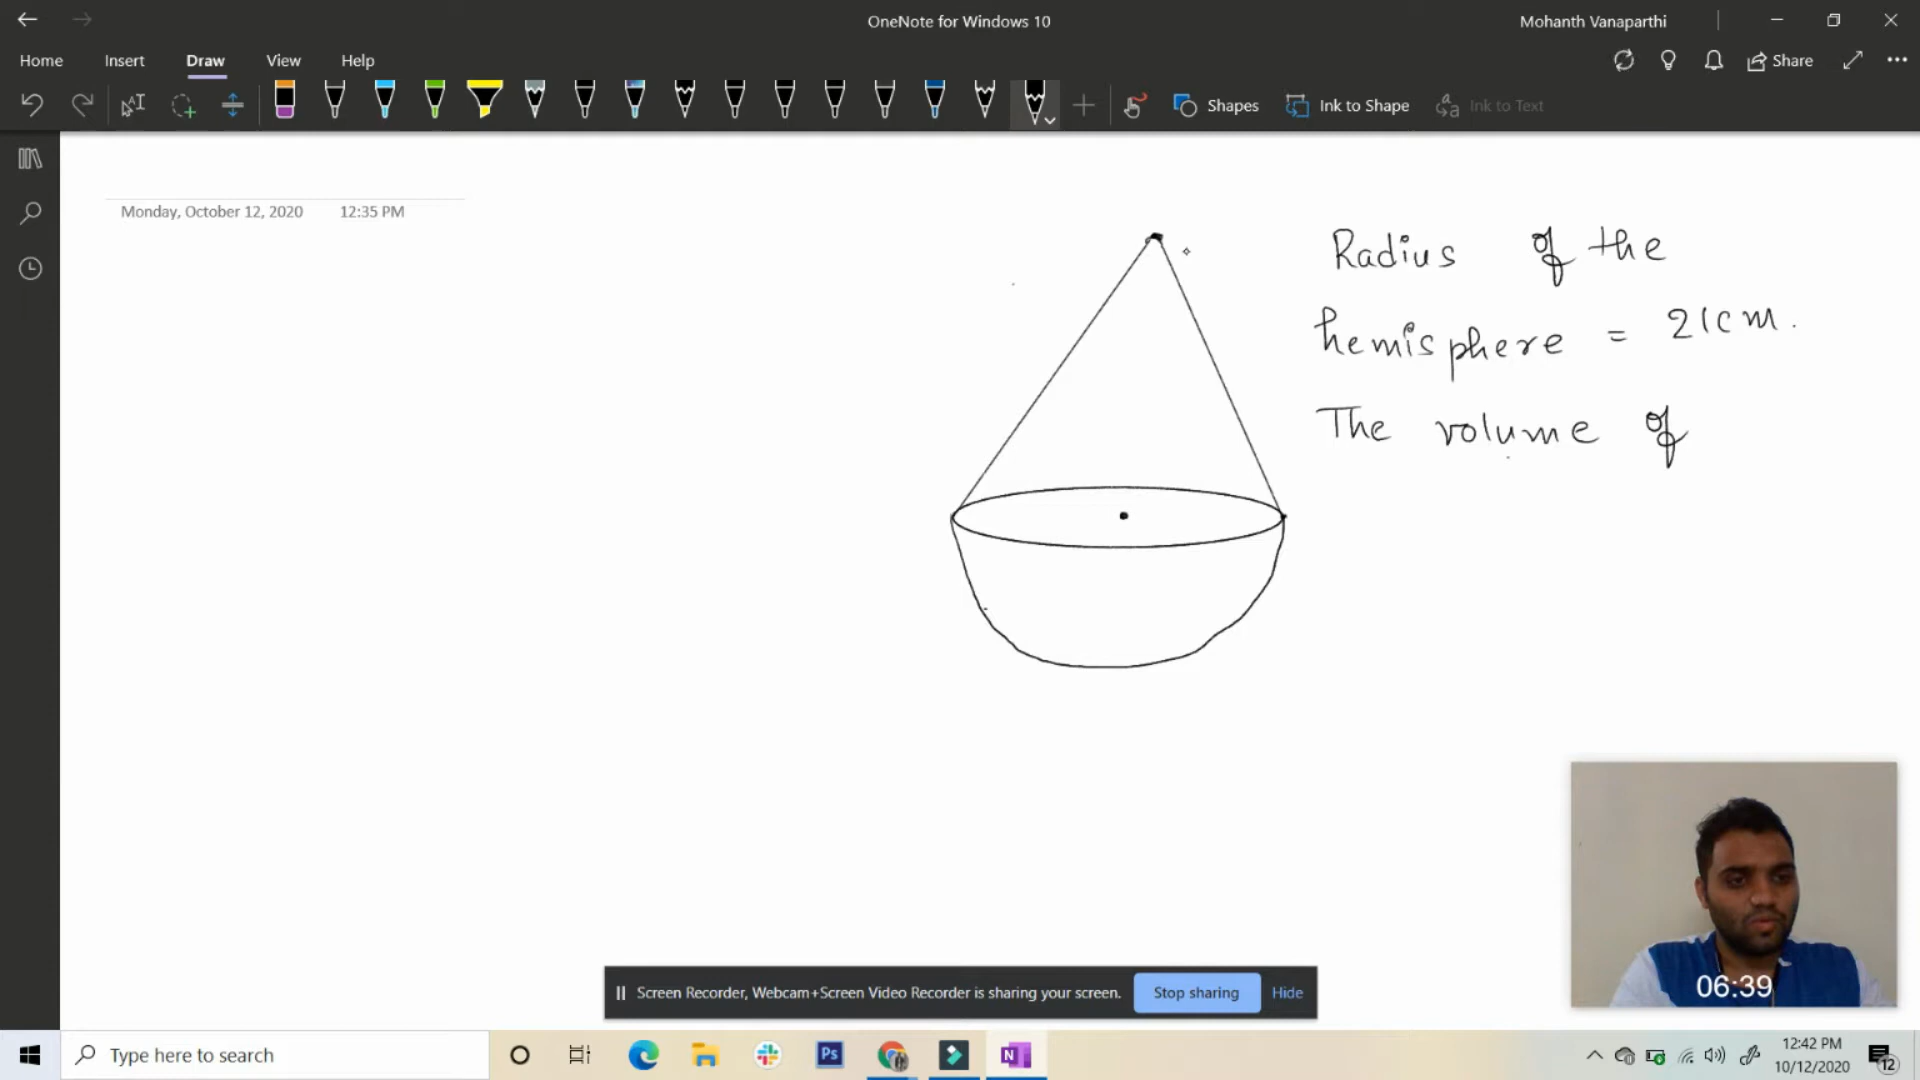 OneNote for Windows 10
Mohanth Vanaparthi
Home Insert Draw View Help
Share
Shapes Ink to Shape Ink to Text
Monday, October 12, 2020 12:35 PM
Radius of the
hemisphere = 21cm.
The volume of
06:39
Screen Recorder, Webcam+Screen Video Recorder is sharing your screen. Stop sharing Hide
Type here to search
Ps
N
12:42 PM
10/12/2020
12